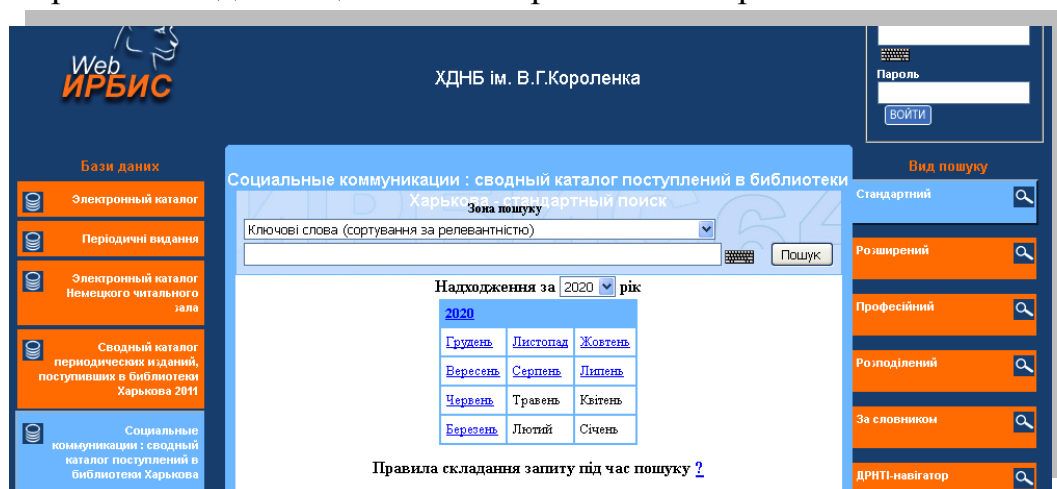 Web
ИРБИС
ХДНБ ім. В.Г.Короленка
Пароль
ВОЙТИ
Бази даних
Электронный каталог
Періодичні видання
Электронный каталог
Немецкого читального
зала
Сводный каталог
периодических изданий,
поступивших в библиотеки
Харькова 2011
Социальные
коммуникации : сводный
каталог поступлений в
библиотеки Харькова
Социальные коммуникации : сводный каталог поступлений в библиотеки
Харькова - стандартный поиск
Зона пошуку
Ключові слова (сортування за релевантністю)
Пошук
Надходження за 2020 рік
2020
Грудень Листопад Жовтень
Вересень Серпень Липень
Червень Травень Квітень
Березень Лютий Січень
Правила складання запиту під час пошуку ?
Вид пошуку
Стандартний
Розширений
Професійний
Розподілений
За словником
ДРНТІ-навігатор